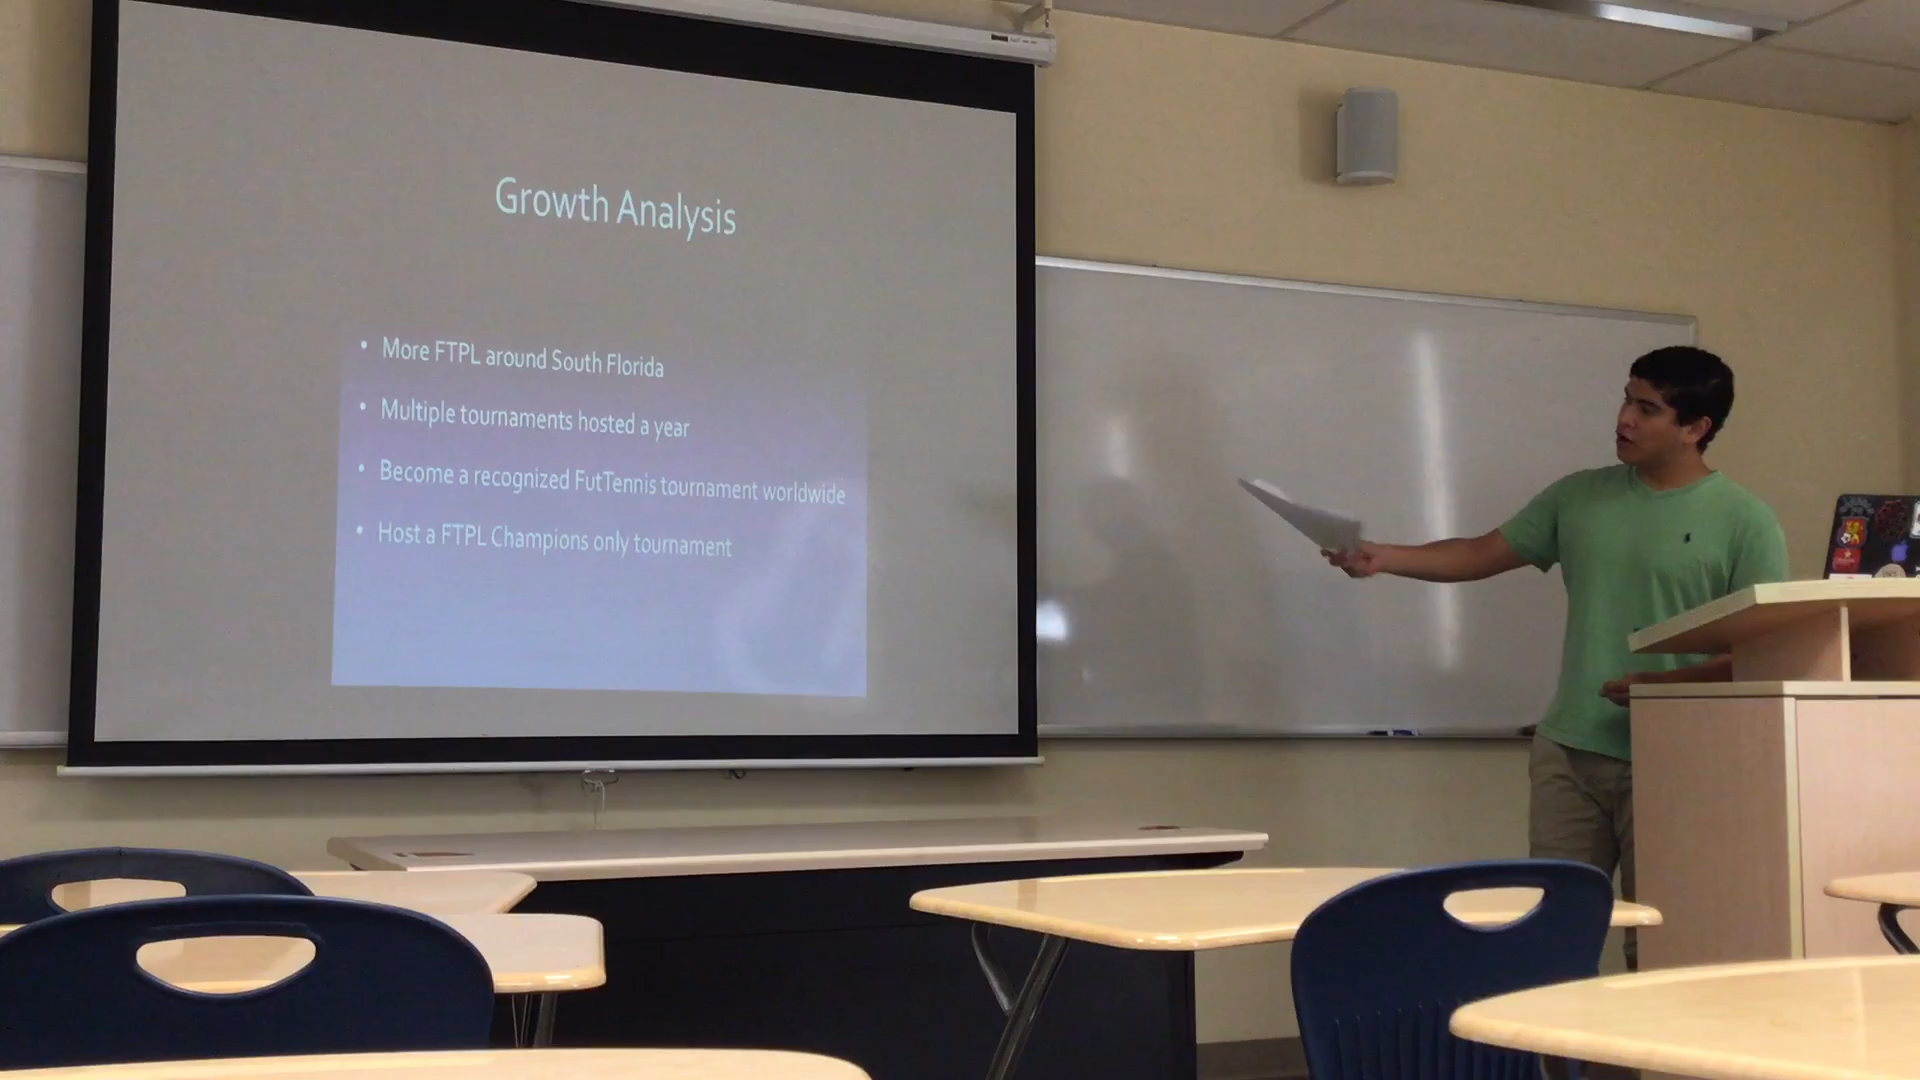 Growth Analysis
• More FTPL around South Florida
• Multiple tournaments hosted a year
• Become a recognized FutTennis tournament worldwide
• Host a FTPL Champions only tournament